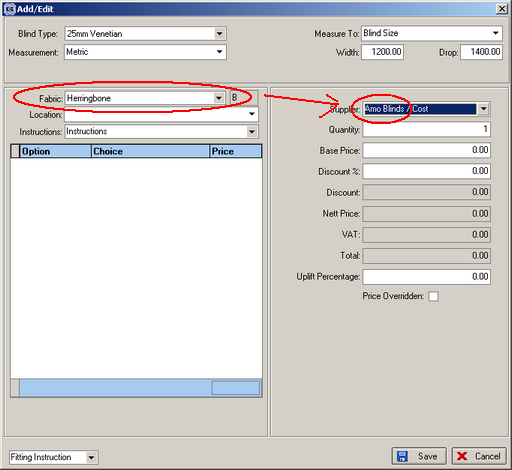 Add/Edit
Blind Type: 25mm Venetian Measure To: Blind Size
Measurement: Metric Width: 1200.00 Drop: 1400.00
Fabric: Herringbone B Supplier: Amo Blinds / Cost
Location:
Quantity: 1
Instructions: Instructions
Option Choice Price
Base Price: 0.00
Discount %: 0.00
Discount: 0.00
Nett Price: 0.00
VAT: 0.00
Total: 0.00
Uplift Percentage: 0.00
Price Overridden:
Fitting Instruction Save Cancel